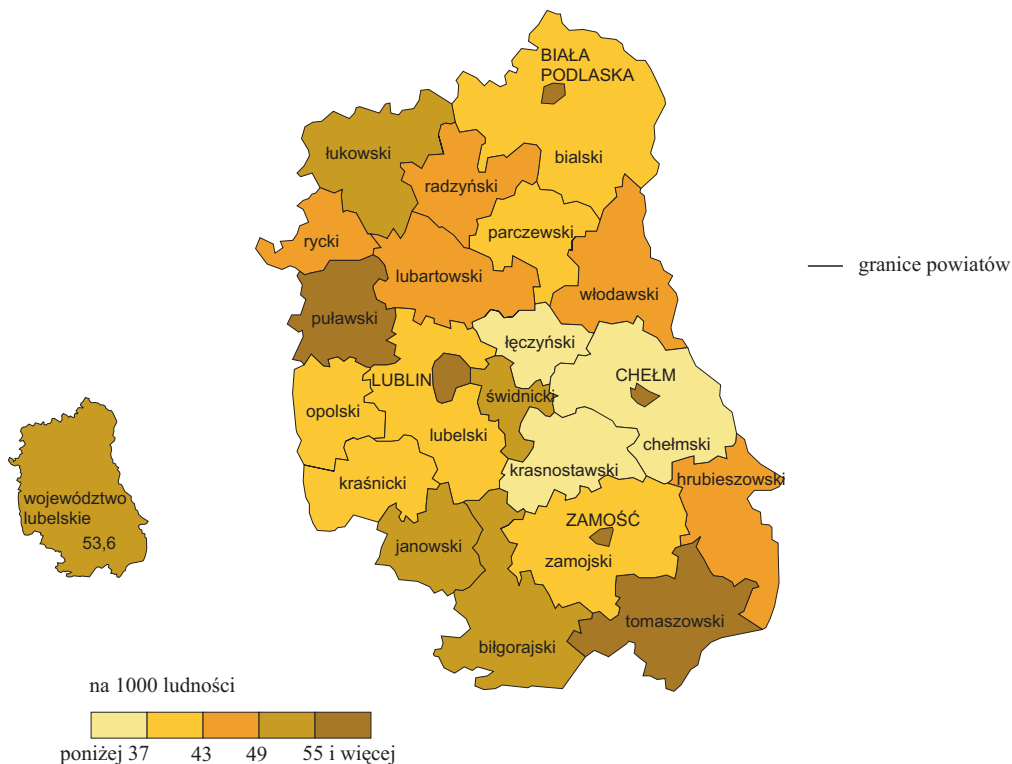 BIAŁA
PODLASKA
łukowski
bialski
radzyński
parczewski
rycki
lubartowski
włodawski
granice powiatów
puławski
łęczyński
LUBLIN
świdnicki
CHEŁM
opolski
lubelski
chełmski
kraśnicki
krasnostawski
hrubieszowski
województwo
lubelskie
53,6
janowski
ZAMOŚĆ
zamojski
tomaszowski
biłgorajski
na 1000 ludności
poniżej 37 43 49 55 i więcej